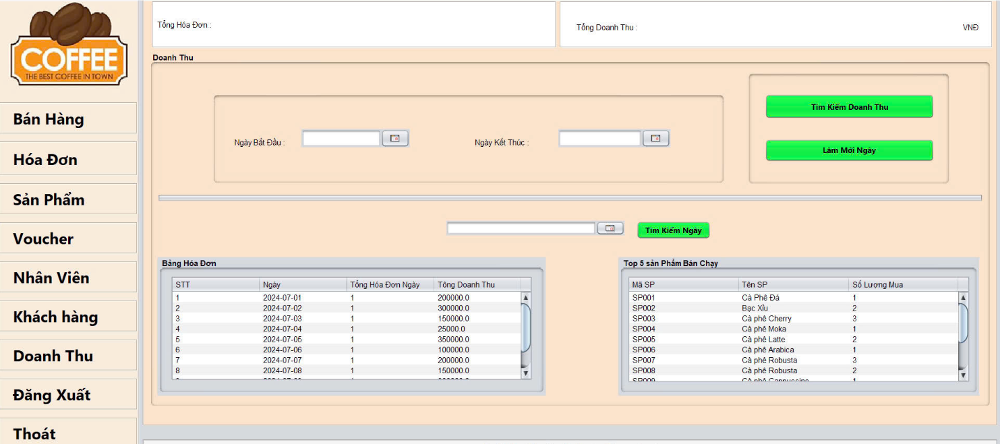 COFFEE
THE BEST COFFEE IN TOWN
Bán Hàng
Hóa Đơn
Sản Phẩm
Voucher
Nhân Viên
Khách hàng
Doanh Thu
Đăng Xuất
Thoát
Tổng Hóa Đơn :
Tổng Doanh Thu : VNĐ
Doanh Thu
Ngày Bắt Đầu : Ngày Kết Thúc :
Tìm Kiếm Doanh Thu
Làm Mới Ngày
Tìm Kiếm Ngày
Bảng Hóa Đơn
STT Ngày Tổng Hóa Đơn Ngày Tông Doanh Thu
1 2024-07-01 1 200000.0
2 2024-07-02 1 300000.0
3 2024-07-03 1 150000.0
4 2024-07-04 1 25000.0
5 2024-07-05 1 350000.0
6 2024-07-06 1 100000.0
7 2024-07-07 1 200000.0
8 2024-07-08 1 150000.0
Top 5 sản Phẩm Bán Chạy
Mã SP Tên SP Số Lượng Mua
SP001 Cà Phê Đá 1
SP002 Bạc Xỉu 2
SP003 Cà phê Cherry 3
SP004 Cà phê Moka 1
SP005 Cà phê Latte 2
SP006 Cà phê Arabica 1
SP007 Cà phê Robusta 3
SP008 Cà phê Robusta 2
SP009 Cà phê Cappuccino 1